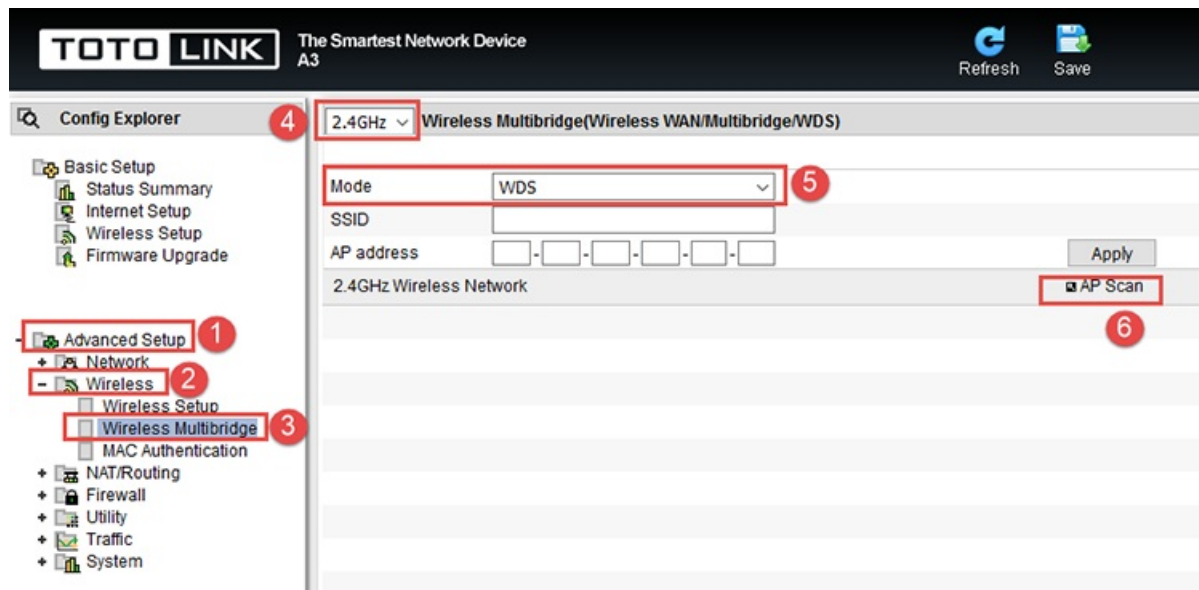 TOTO LINK The Smartest Network Device
A3
Refresh Save
Config Explorer
4 2.4GHz Wireless Multibridge(Wireless WAN/Multibridge/WDS)
Basic Setup
Status Summary
Internet Setup
Wireless Setup
Firmware Upgrade
Mode WDS 5
SSID
AP address - - - - - Apply
2.4GHz Wireless Network AP Scan
6
- Advanced Setup 1
+ Network
- Wireless 2
Wireless Setup
Wireless Multibridge 3
MAC Authentication
+ NAT/Routing
+ Firewall
+ Utility
+ Traffic
+ System